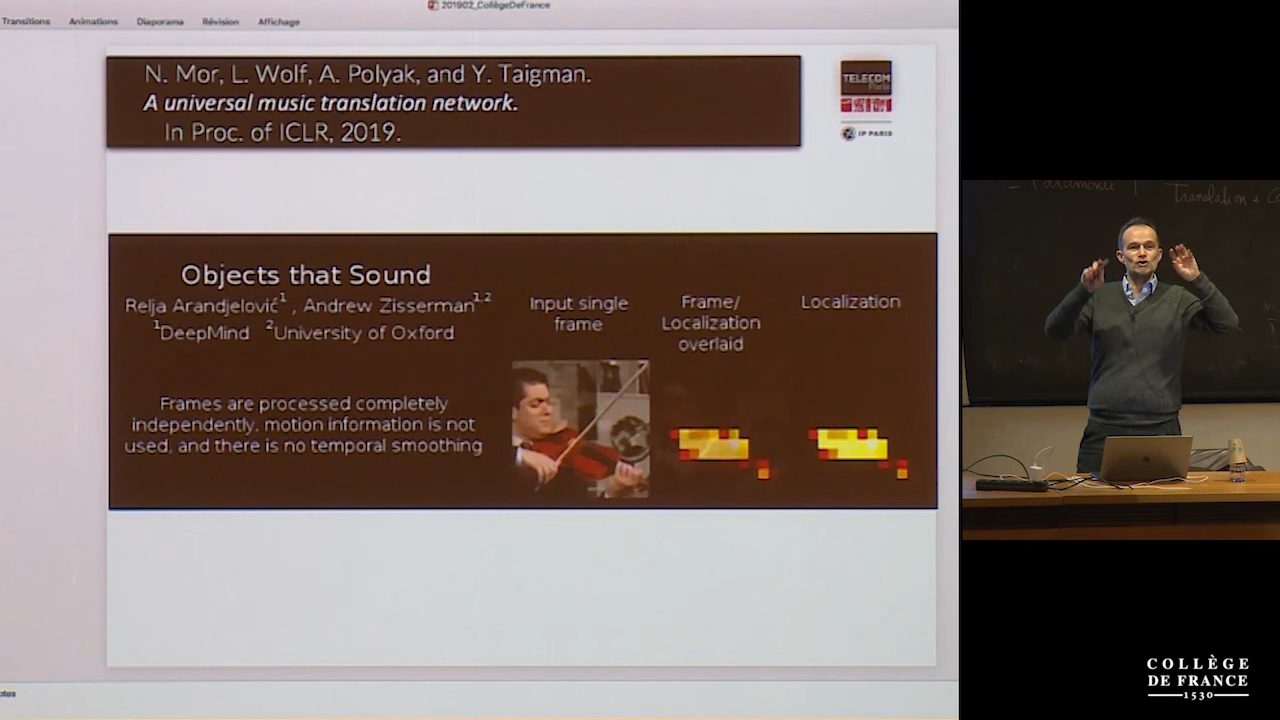 201902_CollègeDeFrance
Transitions Animations Diaporama Révision Affichage
N. Mor, L. Wolf, A. Polyak, and Y. Taigman.
A universal music translation network.
In Proc. of ICLR, 2019.
TELECOM
Paris
IP PARIS
Objects that Sound
Relja Arandjelović¹, Andrew Zisserman¹,²
¹DeepMind ²University of Oxford
Frames are processed completely
independently, motion information is not
used, and there is no temporal smoothing
Input single
frame
Frame/
Localization
overlaid
Localization
Translation +
COLLÈGE
DE FRANCE
1530